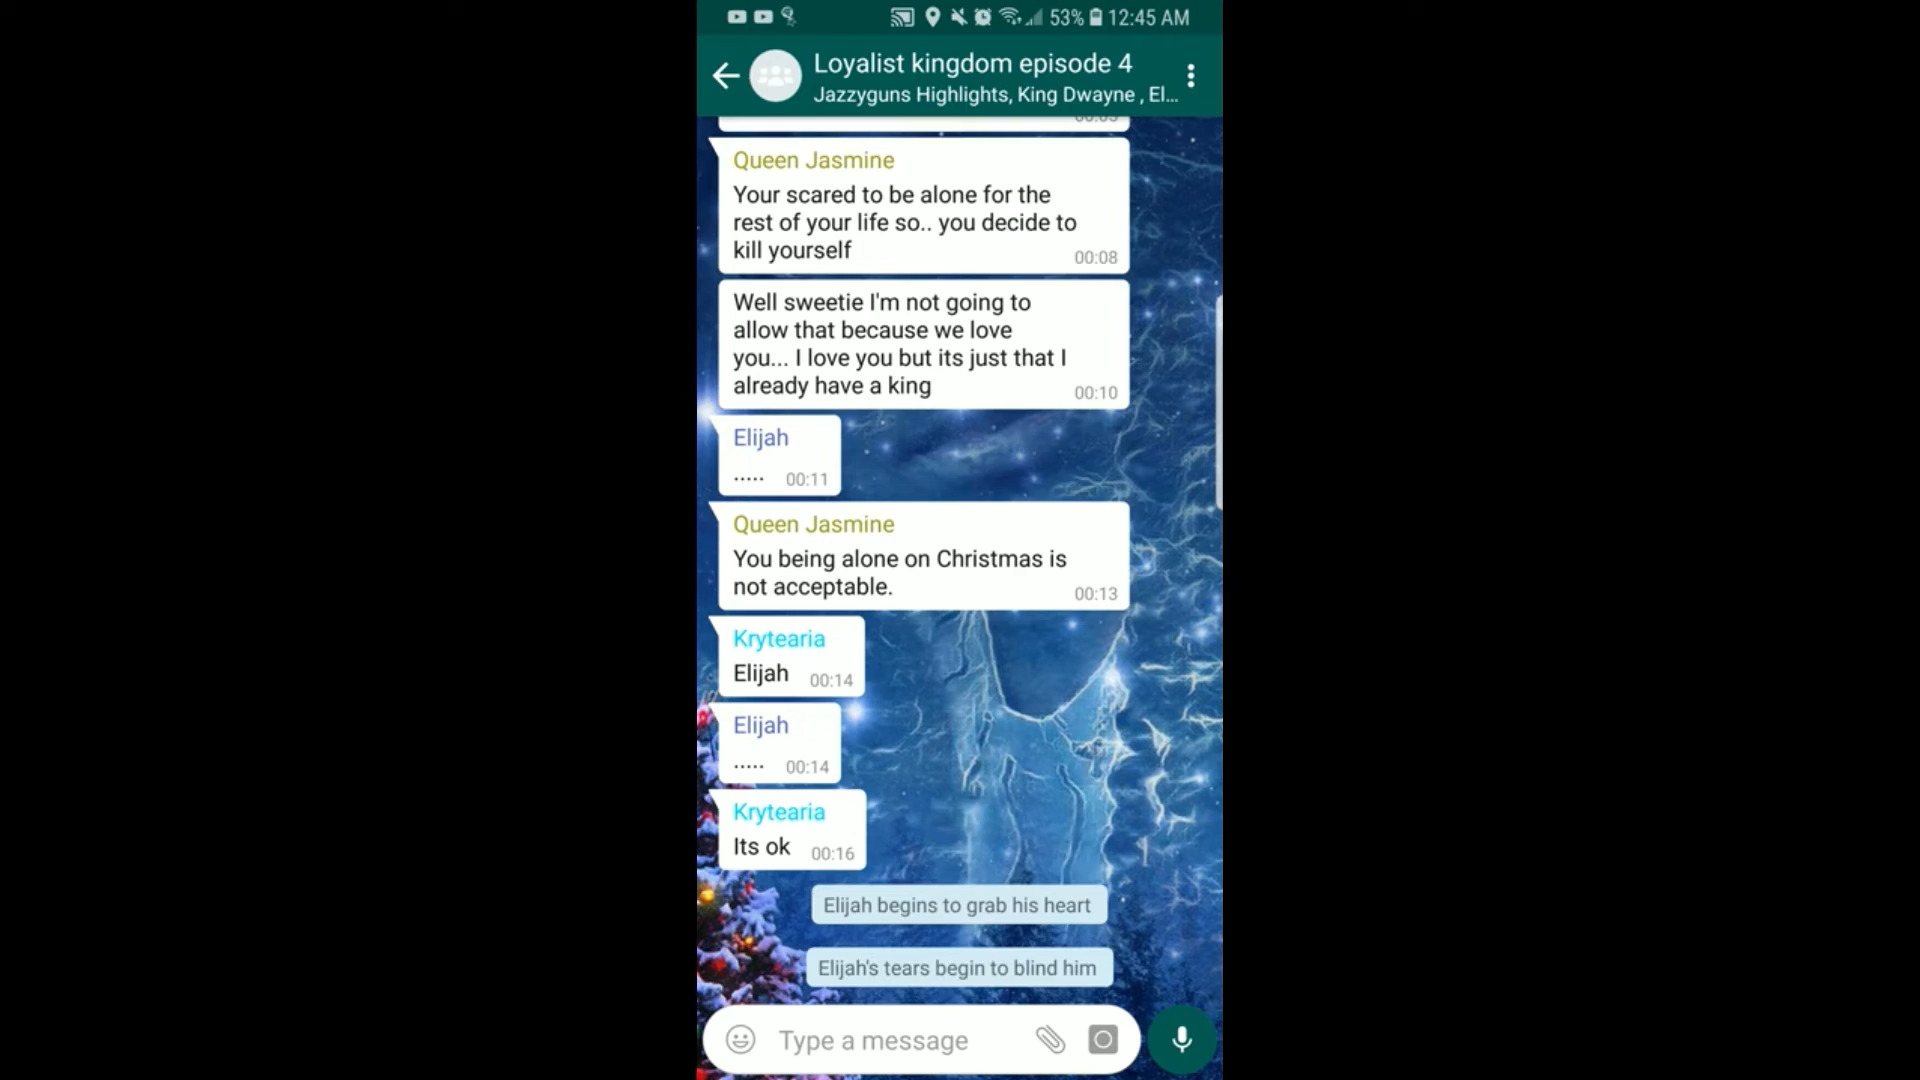 53% 12:45 AM
Loyalist kingdom episode 4
Jazzyguns Highlights, King Dwayne , El...
Queen Jasmine
Your scared to be alone for the
rest of your life so.. you decide to
kill yourself
00:08
Well sweetie I'm not going to
allow that because we love
you... I love you but its just that I
already have a king
00:10
Elijah
..... 00:11
Queen Jasmine
You being alone on Christmas is
not acceptable.
00:13
Krytearia
Elijah 00:14
Elijah
..... 00:14
Krytearia
Its ok 00:16
Elijah begins to grab his heart
Elijah's tears begin to blind him
Type a message